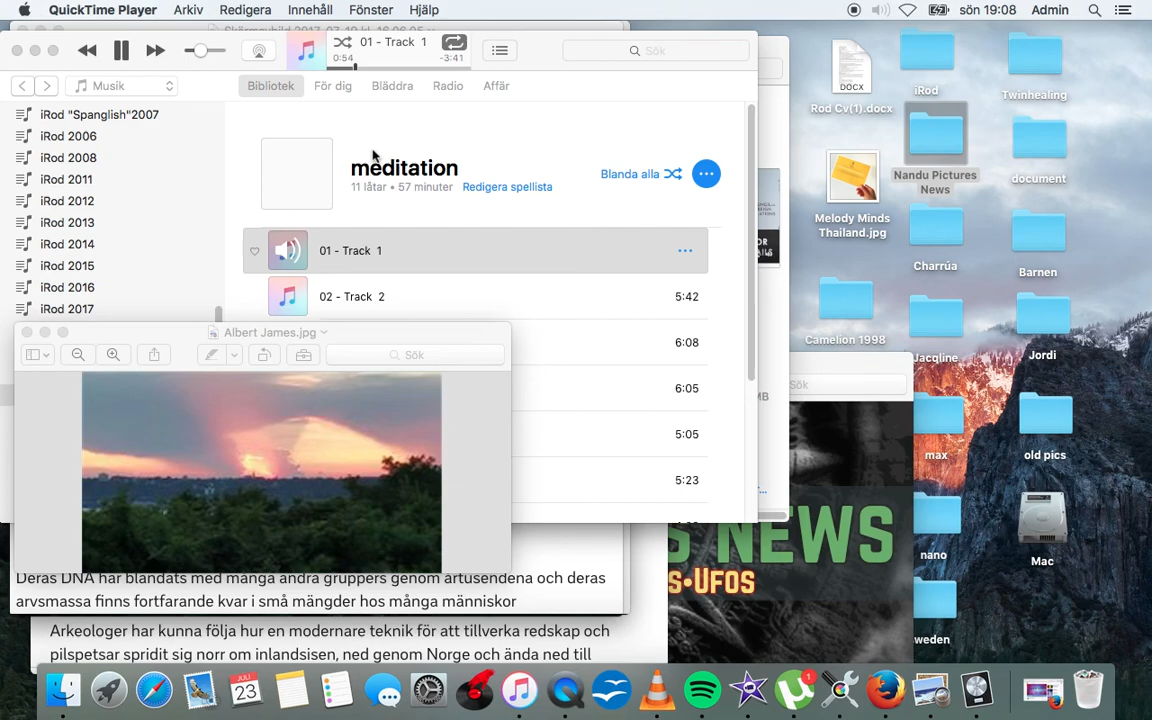 QuickTime Player Arkiv Redigera Innehåll Fönster Hjälp sön 19:08 Admin
01 - Track 1
0:54 -3:41
Sök
Musik
Bibliotek För dig Bläddra Radio Affär
iRod "Spanglish"2007
iRod 2006
iRod 2008
iRod 2011
iRod 2012
iRod 2013
iRod 2014
iRod 2015
iRod 2016
iRod 2017
meditation
11 låtar • 57 minuter Redigera spellista
Blanda alla
01 - Track 1
02 - Track 2 5:42
6:08
6:05
5:05
5:23
Albert James.jpg
Sök
Deras DNA har blandats med många andra gruppers genom årtusendena och deras
arvsmassa finns fortfarande kvar i små mängder hos många människor
Arkeologer har kunna följa hur en modernare teknik för att tillverka redskap och
pilspetsar spridit sig norr om inlandsisen, ned genom Norge och ända ned till
MB
Sök
S NEWS
S•UFOS
DOCX
Rod Cv(1).docx
iRod
Twinhealing
Melody Minds
Thailand.jpg
Nandu Pictures
News
document
Charrúa
Barnen
Camelion 1998
Jacqline
Jordi
max
old pics
nano
Mac
weden
JULI
23
1